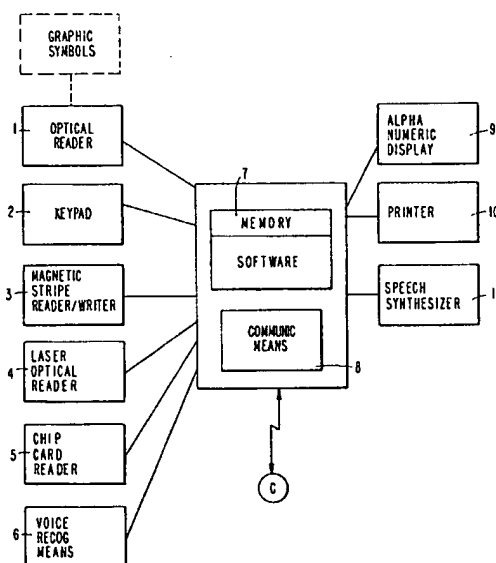 GRAPHIC
SYMBOLS
1
OPTICAL
READER
2
KEYPAD
3
MAGNETIC
STRIPE
READER/WRITER
4
LASER
OPTICAL
READER
5
CHIP
CARD
READER
6
VOICE
RECOG
MEANS
7
MEMORY
SOFTWARE
COMMUNIC
MEANS
8
C
ALPHA
NUMERIC
DISPLAY
9
PRINTER
10
SPEECH
SYNTHESIZER
1